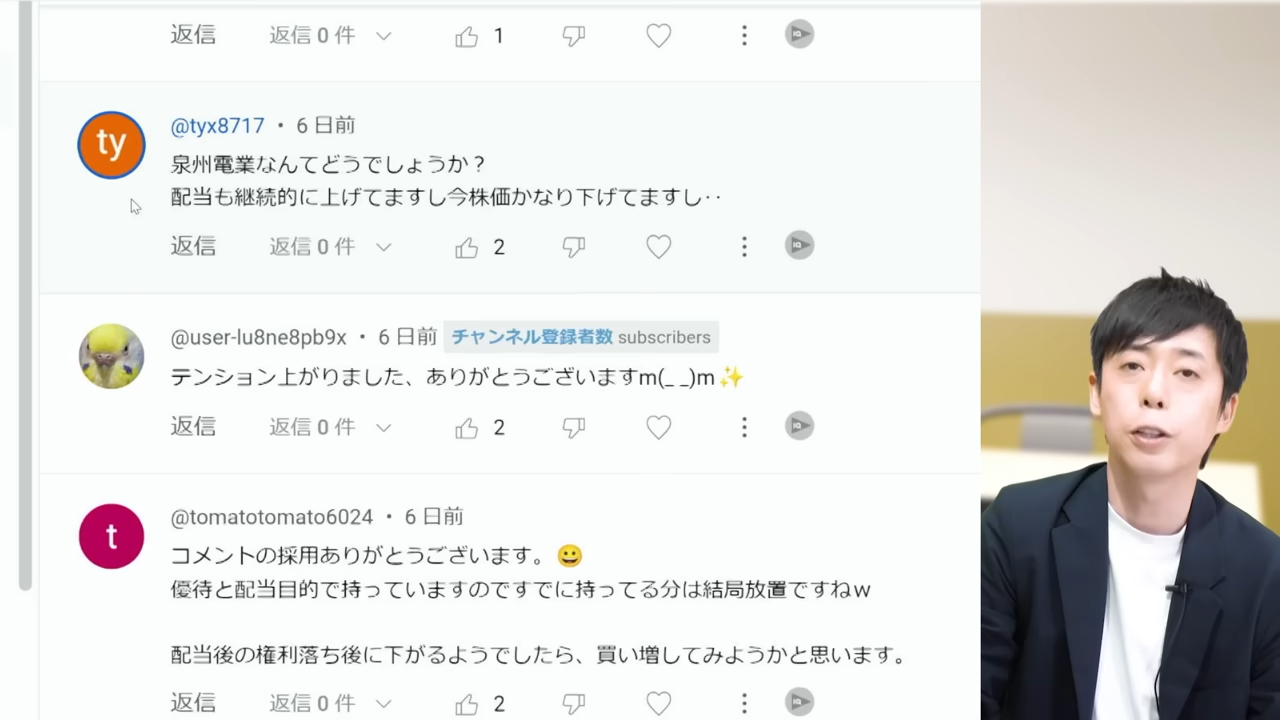 返信 返信 0 件 1
ty @tyx8717 • 6 日前
泉州電業なんてどうでしょうか？
配当も継続的に上げてますし今株価かなり下げてますし‥
返信 返信 0 件 2
@user-lu8ne8pb9x • 6 日前 チャンネル登録者数 subscribers
テンション上がりました、ありがとうございますm(_ _)m✨
返信 返信 0 件 2
t @tomatotomato6024 • 6 日前
コメントの採用ありがとうございます。😀
優待と配当目的で持っていますのですでに持ってる分は結局放置ですねｗ
配当後の権利落ち後に下がるようでしたら、買い増してみようかと思います。
返信 返信 0 件 2